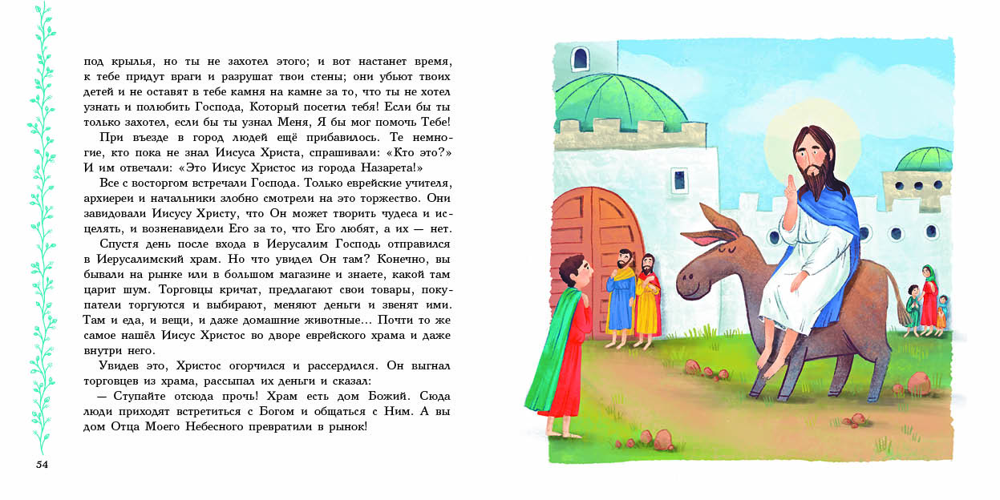 под крылья, но ты не захотел этого; и вот настанет время,
к тебе придут враги и разрушат твои стены; они убьют твоих
детей и не оставят в тебе камня на камне за то, что ты не хотел
узнать и полюбить Господа, Который посетил тебя! Если бы ты
только захотел, если бы ты узнал Меня, Я бы мог помочь Тебе!
При въезде в город людей ещё прибавилось. Те немно-
гие, кто пока не знал Иисуса Христа, спрашивали: «Кто это?»
И им отвечали: «Это Иисус Христос из города Назарета!»
Все с восторгом встречали Господа. Только еврейские учителя,
архиереи и начальники злобно смотрели на это торжество. Они
завидовали Иисусу Христу, что Он может творить чудеса и ис-
целять, и возненавидели Его за то, что Его любят, а их — нет.
Спустя день после входа в Иерусалим Господь отправился
в Иерусалимский храм. Но что увидел Он там? Конечно, вы
бывали на рынке или в большом магазине и знаете, какой там
царит шум. Торговцы кричат, предлагают свои товары, поку-
патели торгуются и выбирают, меняют деньги и звенят ими.
Там и еда, и вещи, и даже домашние животные... Почти то же
самое нашёл Иисус Христос во дворе еврейского храма и даже
внутри него.
Увидев это, Христос огорчился и рассердился. Он выгнал
торговцев из храма, рассыпал их деньги и сказал:
— Ступайте отсюда прочь! Храм есть дом Божий. Сюда
люди приходят встретиться с Богом и общаться с Ним. А вы
дом Отца Моего Небесного превратили в рынок!
54